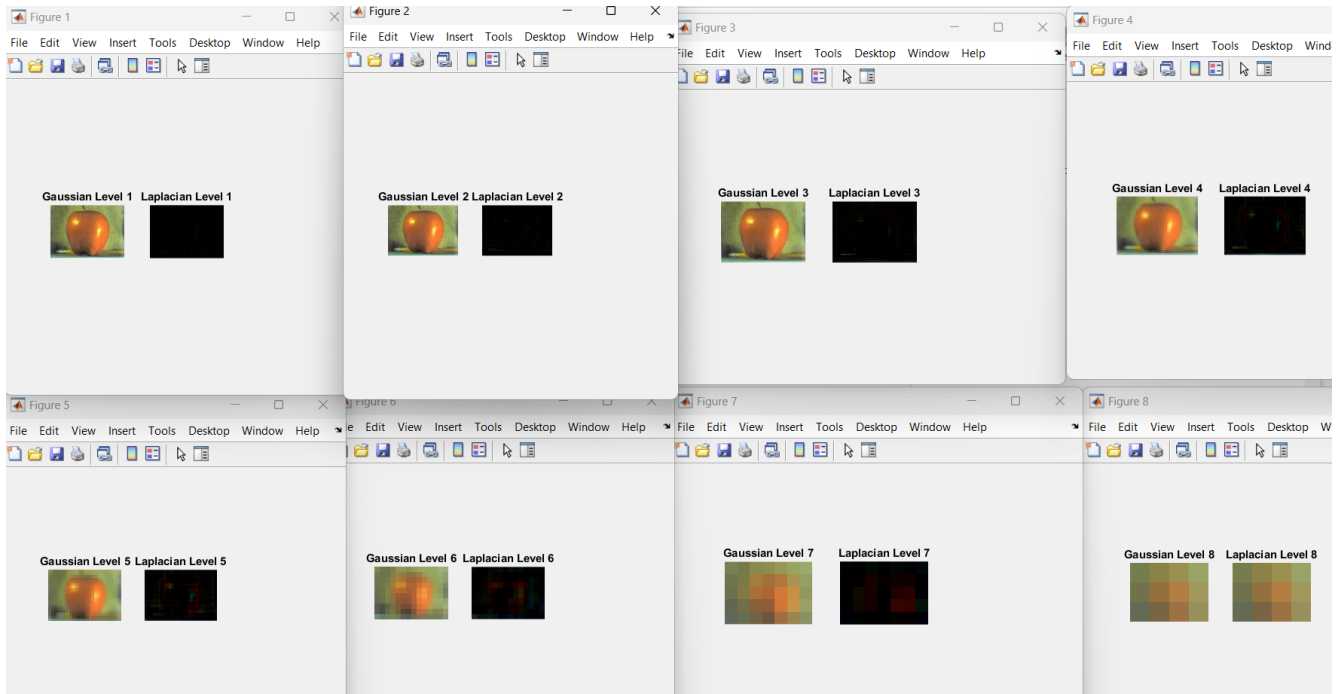 Figure 1
File Edit View Insert Tools Desktop Window Help
Gaussian Level 1 Laplacian Level 1
Figure 2
File Edit View Insert Tools Desktop Window Help
Gaussian Level 2 Laplacian Level 2
Figure 3
File Edit View Insert Tools Desktop Window Help
Gaussian Level 3 Laplacian Level 3
Figure 4
File Edit View Insert Tools Desktop Wind
Gaussian Level 4 Laplacian Level 4
Figure 5
File Edit View Insert Tools Desktop Window Help
Gaussian Level 5 Laplacian Level 5
Figure 6
e Edit View Insert Tools Desktop Window Help
Gaussian Level 6 Laplacian Level 6
Figure 7
File Edit View Insert Tools Desktop Window Help
Gaussian Level 7 Laplacian Level 7
Figure 8
File Edit View Insert Tools Desktop W
Gaussian Level 8 Laplacian Level 8